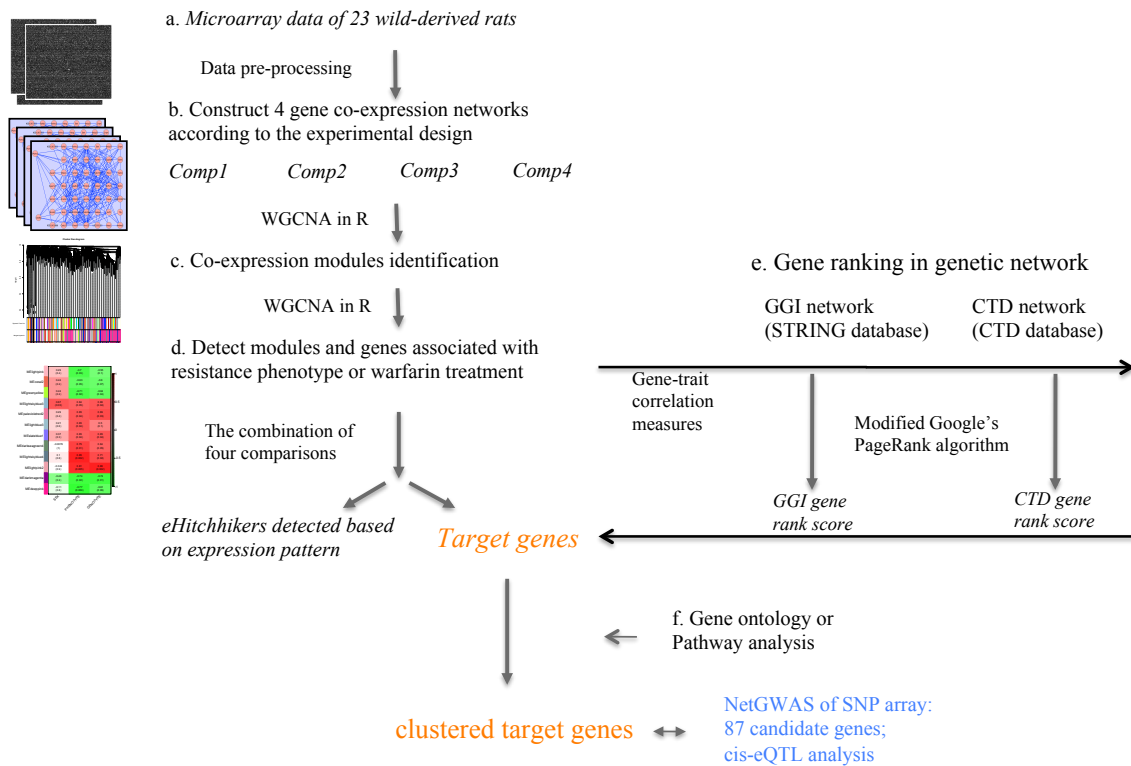 a. Microarray data of 23 wild-derived rats
Data pre-processing
b. Construct 4 gene co-expression networks
according to the experimental design
Comp1 Comp2 Comp3 Comp4
WGCNA in R
c. Co-expression modules identification
WGCNA in R
d. Detect modules and genes associated with
resistance phenotype or warfarin treatment
The combination of
four comparisons
eHitchhikers detected based
on expression pattern
Target genes
e. Gene ranking in genetic network
GGI network
(STRING database)
CTD network
(CTD database)
Gene-trait
correlation
measures
Modified Google's
PageRank algorithm
GGI gene
rank score
CTD gene
rank score
f. Gene ontology or
Pathway analysis
clustered target genes
NetGWAS of SNP array:
87 candidate genes;
cis-eQTL analysis